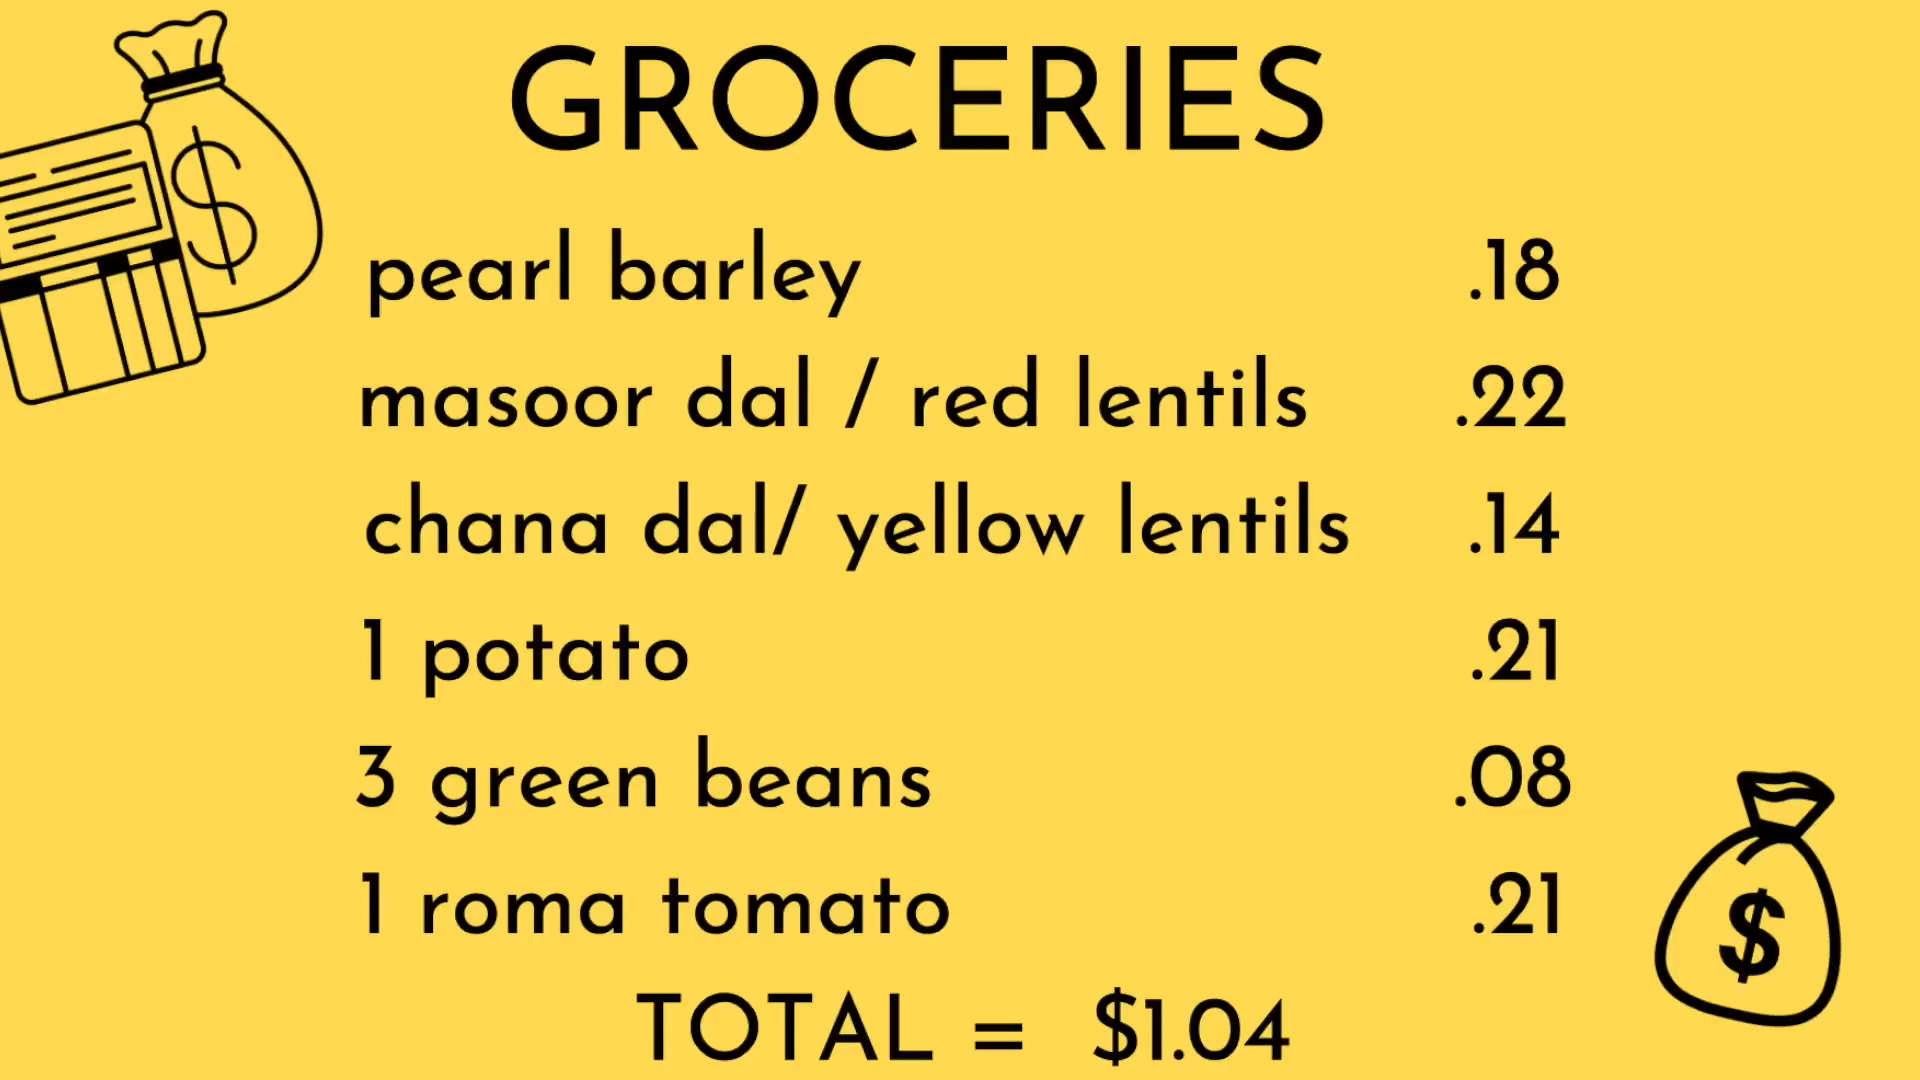 GROCERIES
pearl barley .18
masoor dal / red lentils .22
chana dal/ yellow lentils .14
1 potato .21
3 green beans .08
1 roma tomato .21
TOTAL = $1.04
$
$